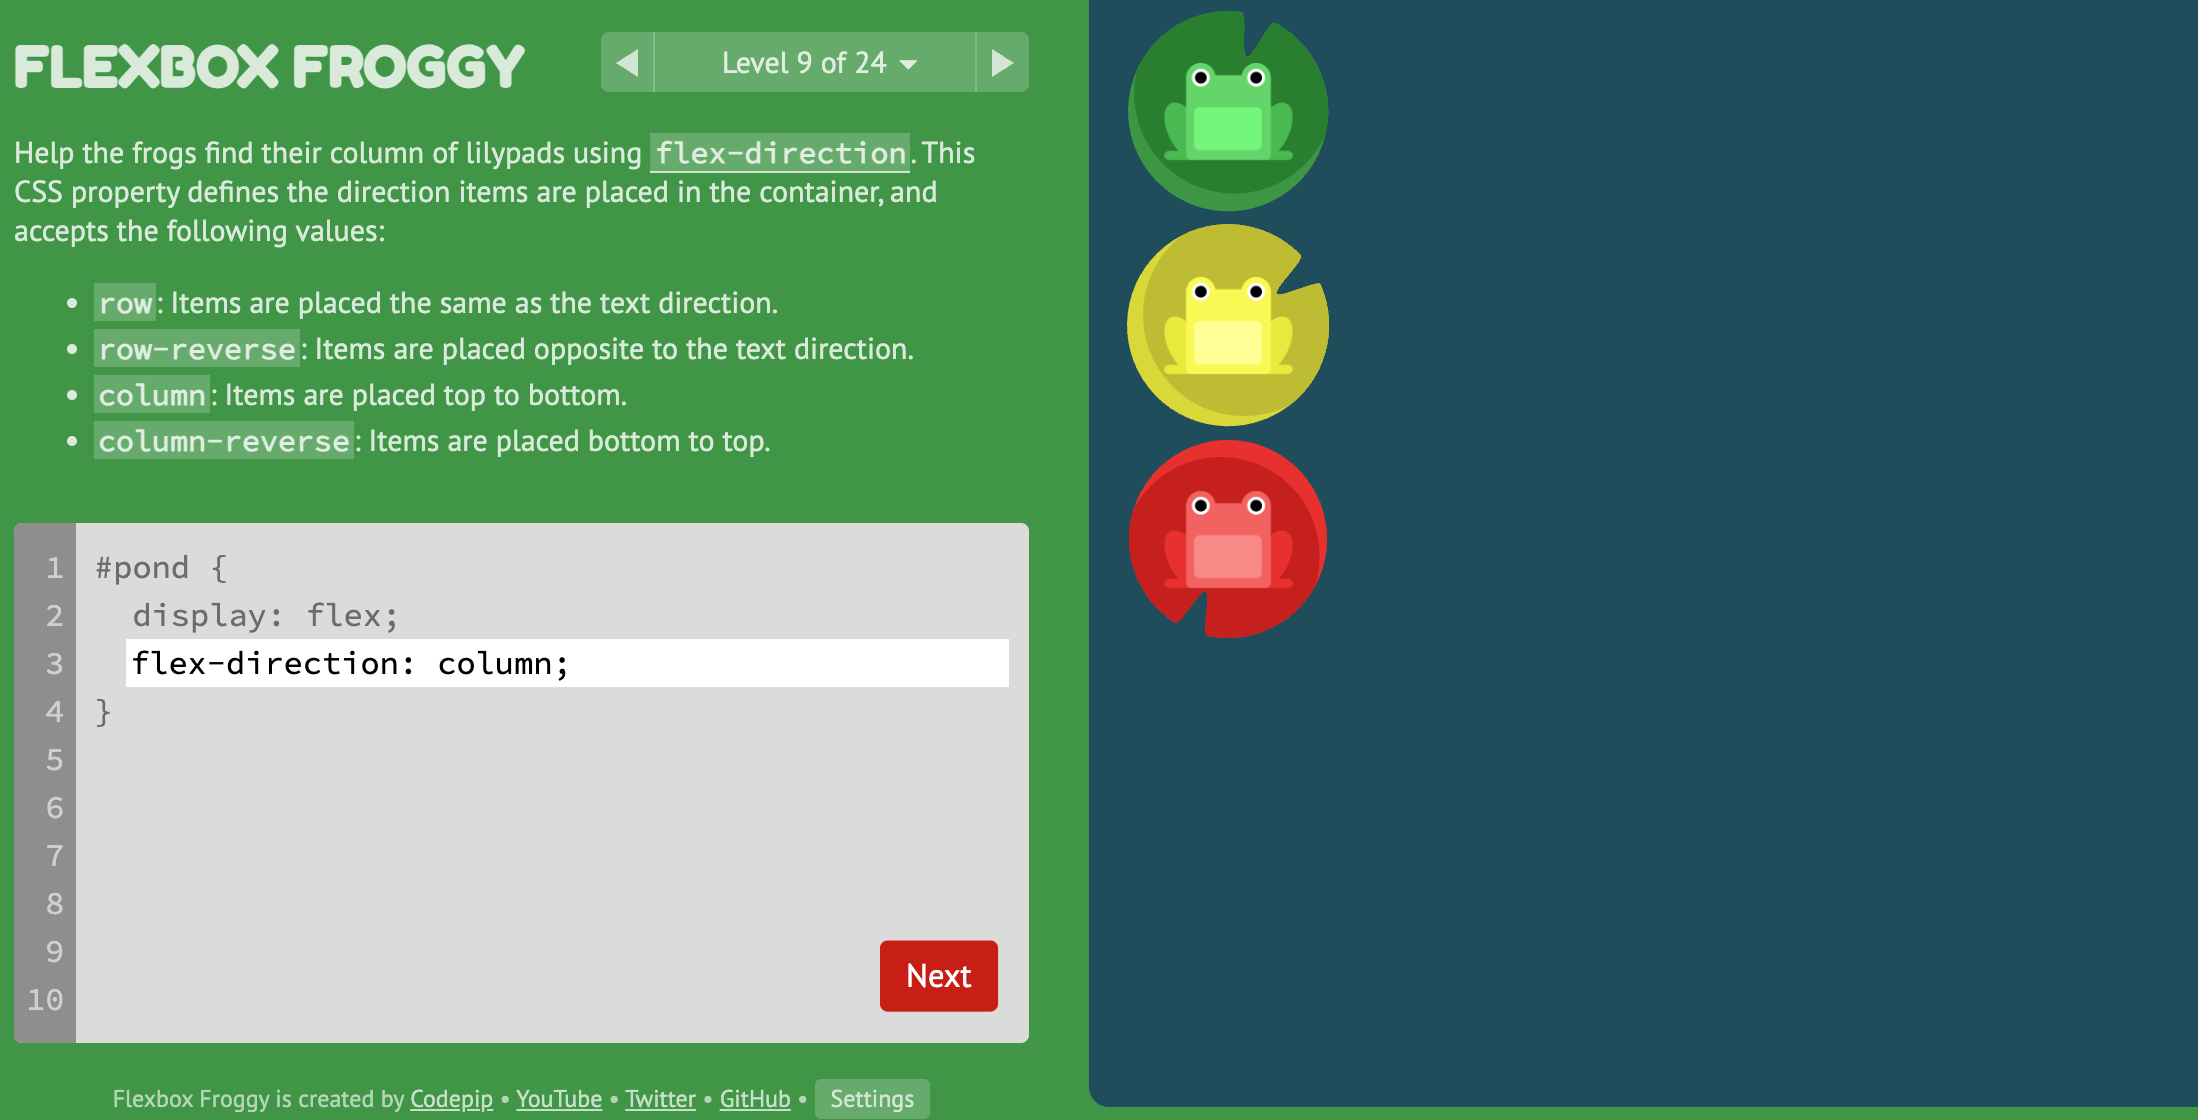 FLEXBOX FROGGY
Level 9 of 24
Help the frogs find their column of lilypads using flex-direction. This
CSS property defines the direction items are placed in the container, and
accepts the following values:
• row: Items are placed the same as the text direction.
• row-reverse: Items are placed opposite to the text direction.
• column: Items are placed top to bottom.
• column-reverse: Items are placed bottom to top.
1 #pond {
2 display: flex;
3 flex-direction: column;
4 }
5
6
7
8
9
10
Next
Flexbox Froggy is created by Codepip • YouTube • Twitter • GitHub • Settings